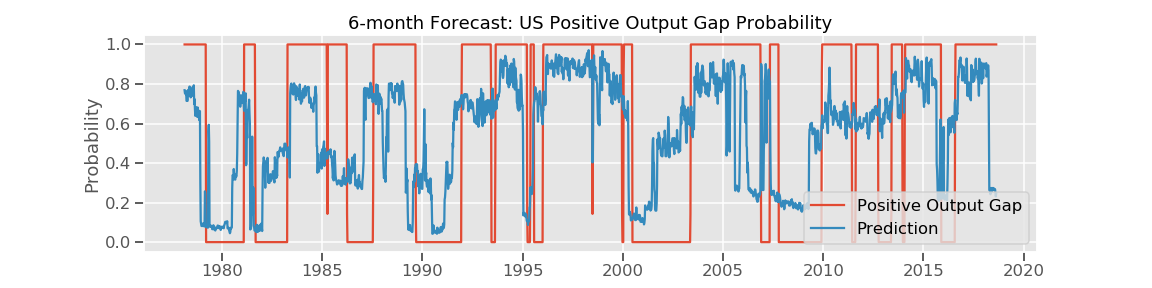 6-month Forecast: US Positive Output Gap Probability
Probability
1.0
0.8
0.6
0.4
0.2
0.0
Positive Output Gap
Prediction
1980 1985 1990 1995 2000 2005 2010 2015 2020